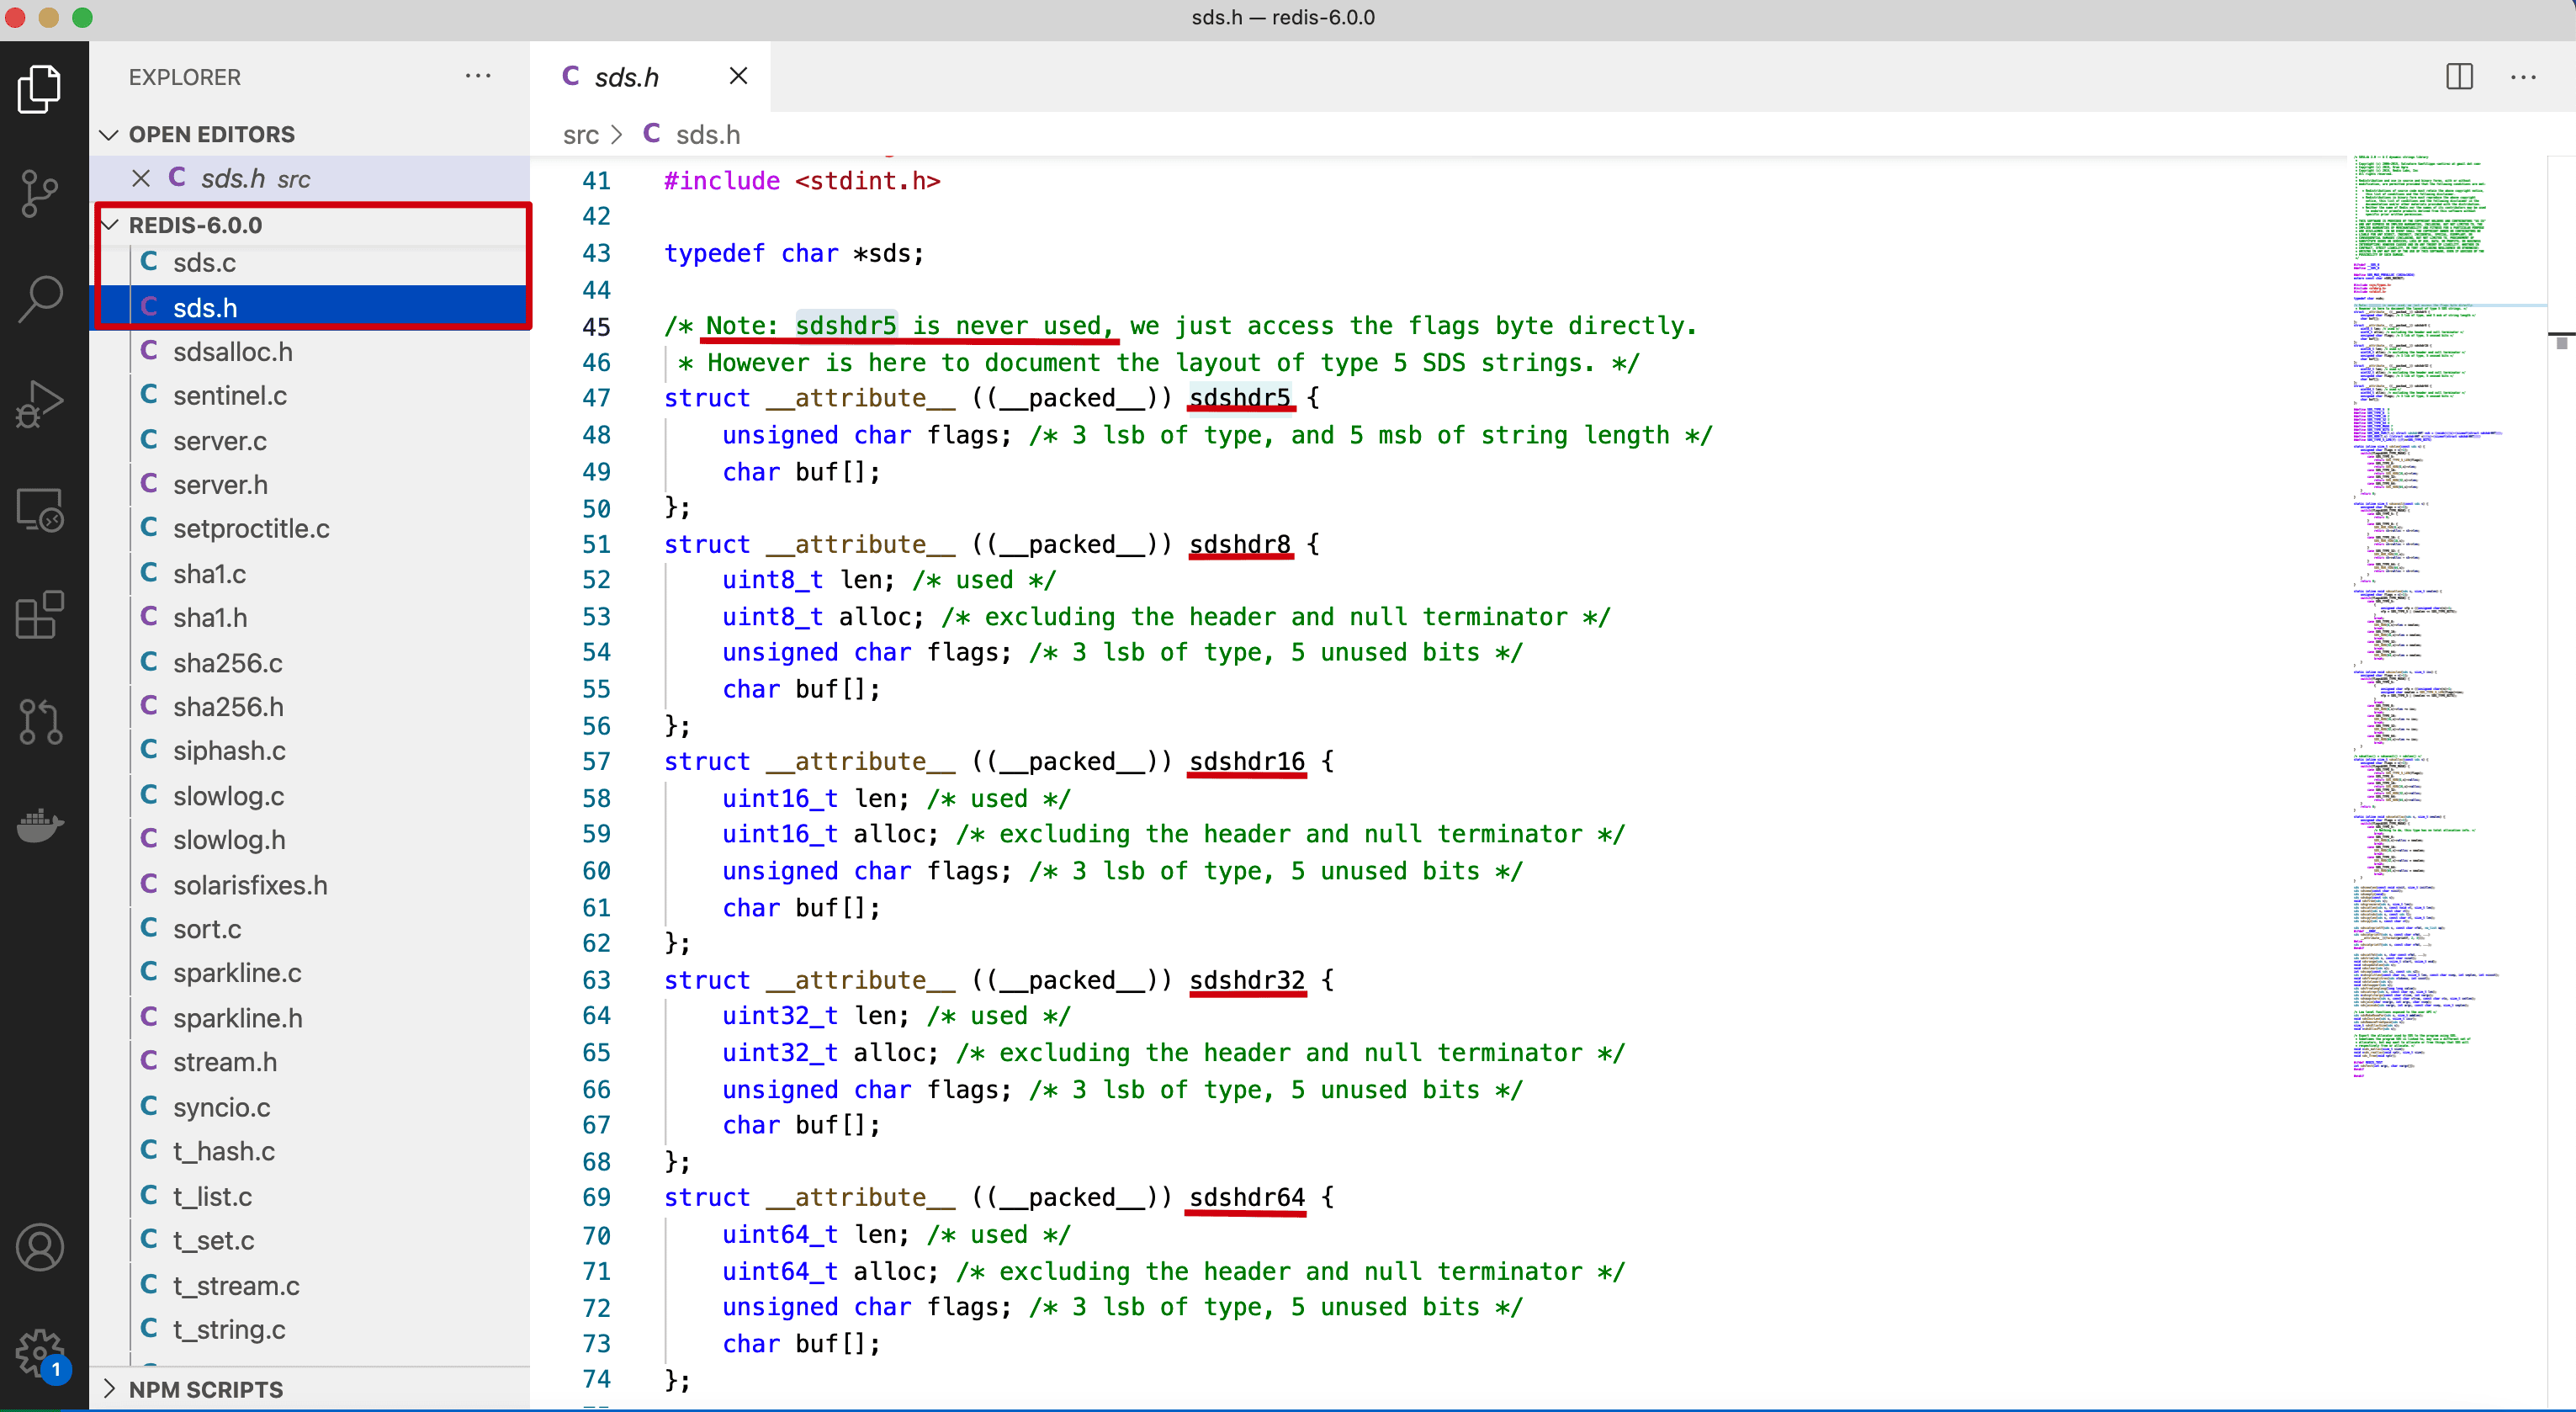 sds.h — redis-6.0.0
EXPLORER
sds.h
OPEN EDITORS
sds.h src
src > C sds.h
REDIS-6.0.0
C sds.c
C sds.h
C sdsalloc.h
C sentinel.c
C server.c
C server.h
C setproctitle.c
C sha1.c
C sha1.h
C sha256.c
C sha256.h
C siphash.c
C slowlog.c
C slowlog.h
C solarisfixes.h
C sort.c
C sparkline.c
C sparkline.h
C stream.h
C syncio.c
C t_hash.c
C t_list.c
C t_set.c
C t_stream.c
C t_string.c
NPM SCRIPTS
1
41 #include <stdint.h>
42
43 typedef char *sds;
44
45 /* Note: sdshdr5 is never used, we just access the flags byte directly.
46 * However is here to document the layout of type 5 SDS strings. */
47 struct __attribute__ ((__packed__)) sdshdr5 {
48 unsigned char flags; /* 3 lsb of type, and 5 msb of string length */
49 char buf[];
50 };
51 struct __attribute__ ((__packed__)) sdshdr8 {
52 uint8_t len; /* used */
53 uint8_t alloc; /* excluding the header and null terminator */
54 unsigned char flags; /* 3 lsb of type, 5 unused bits */
55 char buf[];
56 };
57 struct __attribute__ ((__packed__)) sdshdr16 {
58 uint16_t len; /* used */
59 uint16_t alloc; /* excluding the header and null terminator */
60 unsigned char flags; /* 3 lsb of type, 5 unused bits */
61 char buf[];
62 };
63 struct __attribute__ ((__packed__)) sdshdr32 {
64 uint32_t len; /* used */
65 uint32_t alloc; /* excluding the header and null terminator */
66 unsigned char flags; /* 3 lsb of type, 5 unused bits */
67 char buf[];
68 };
69 struct __attribute__ ((__packed__)) sdshdr64 {
70 uint64_t len; /* used */
71 uint64_t alloc; /* excluding the header and null terminator */
72 unsigned char flags; /* 3 lsb of type, 5 unused bits */
73 char buf[];
74 };